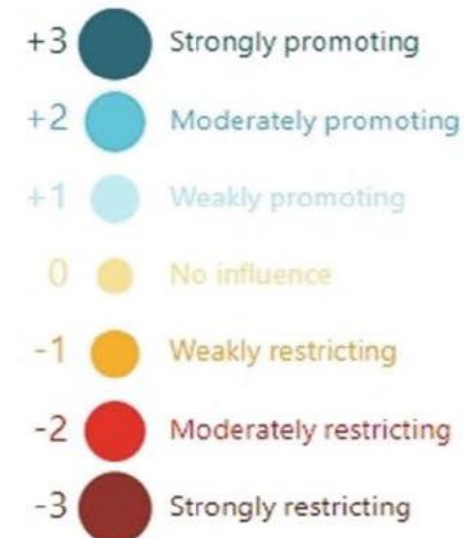 +3 Strongly promoting
+2 Moderately promoting
+1 Weakly promoting
0 No influence
-1 Weakly restricting
-2 Moderately restricting
-3 Strongly restricting